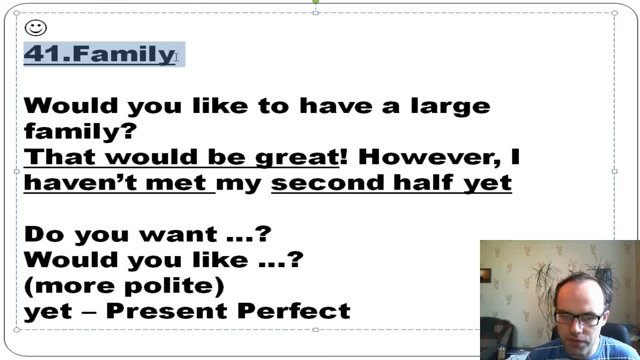 41.Family
Would you like to have a large
family?
That would be great! However, I
haven't met my second half yet
Do you want ...?
Would you like ...?
(more polite)
yet – Present Perfect